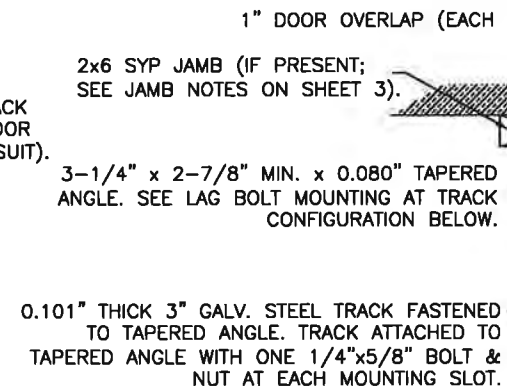 1" DOOR OVERLAP (EACH
2x6 SYP JAMB (IF PRESENT;
SEE JAMB NOTES ON SHEET 3).
ACK
OOR
SUIT).
3-1/4" x 2-7/8" MIN. x 0.080" TAPERED
ANGLE. SEE LAG BOLT MOUNTING AT TRACK
CONFIGURATION BELOW.
0.101" THICK 3" GALV. STEEL TRACK FASTENED
TO TAPERED ANGLE. TRACK ATTACHED TO
TAPERED ANGLE WITH ONE 1/4"x5/8" BOLT &
NUT AT EACH MOUNTING SLOT.